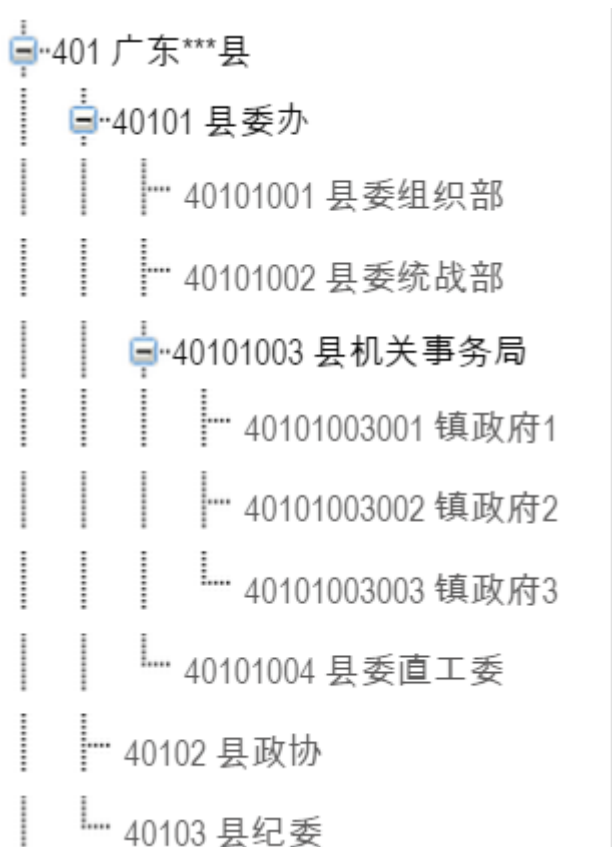 401 广东***县
40101 县委办
40101001 县委组织部
40101002 县委统战部
40101003 县机关事务局
40101003001 镇政府1
40101003002 镇政府2
40101003003 镇政府3
40101004 县委直工委
40102 县政协
40103 县纪委